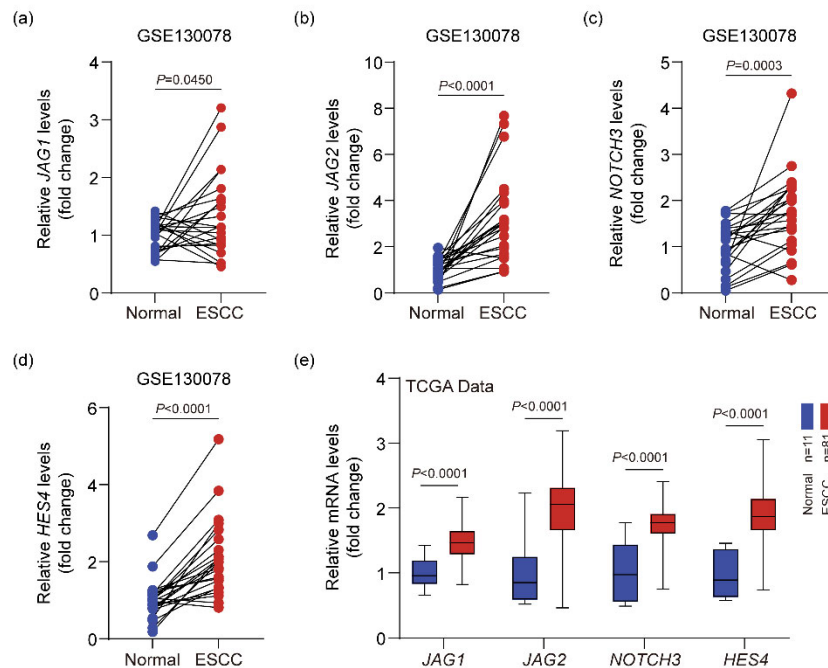 (a)
GSE130078
P=0.0450
Relative JAG1 levels
(fold change)
4
3
2
1
0
Normal ESCC
(b)
GSE130078
P<0.0001
Relative JAG2 levels
(fold change)
10
8
6
4
2
0
Normal ESCC
(c)
GSE130078
P=0.0003
Relative NOTCH3 levels
(fold change)
5
4
3
2
1
0
Normal ESCC
(d)
GSE130078
P<0.0001
Relative HES4 levels
(fold change)
6
4
2
0
Normal ESCC
(e)
TCGA Data
Relative mRNA levels
(fold change)
4
3
2
1
0
P<0.0001
P<0.0001
P<0.0001
P<0.0001
JAG1 JAG2 NOTCH3 HES4
Normal n=11
ESCC n=81